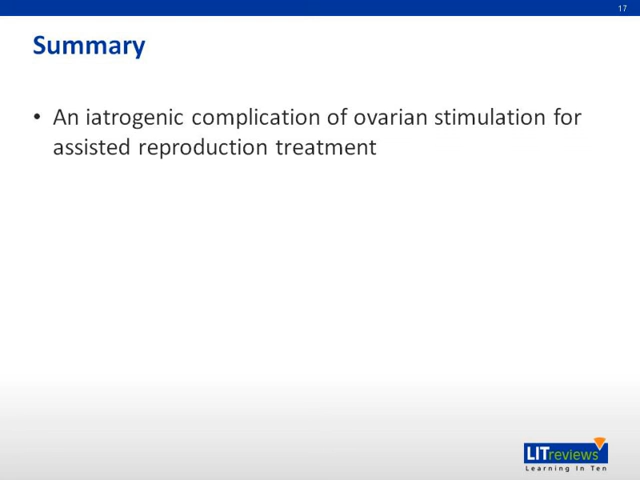 17
Summary
• An iatrogenic complication of ovarian stimulation for
assisted reproduction treatment
LITreviews
Learning In Ten